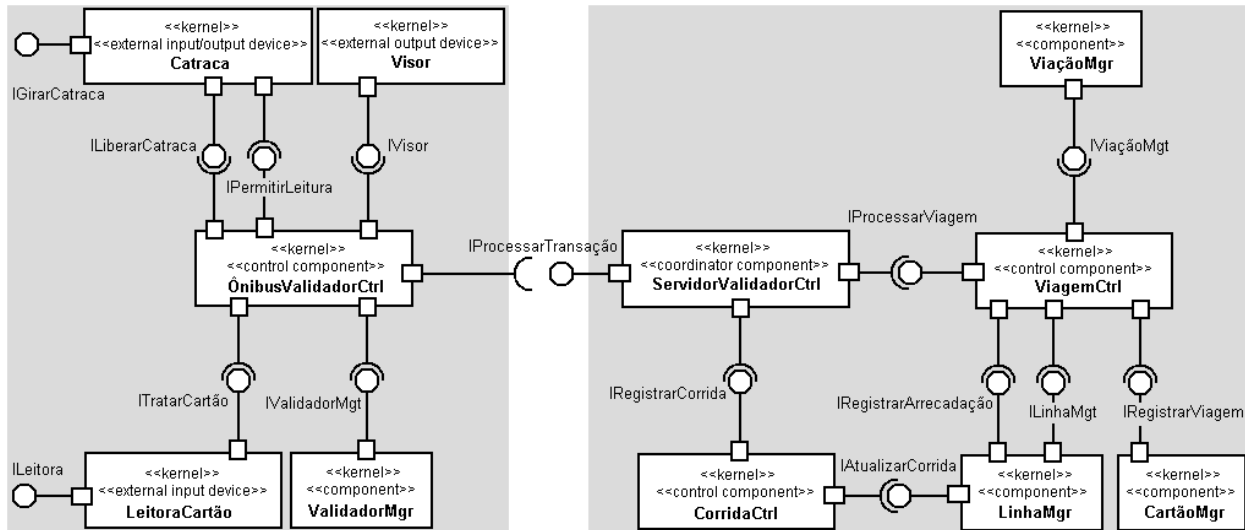 <<kernel>>
<<external input/output device>>
Catraca
<<kernel>>
<<external output device>>
Visor
<<kernel>>
<<component>>
ViaçãoMgr
IGirarCatraca
ILiberarCatraca
IVisor
IPermitirLeitura
IViaçãoMgt
IProcessarViagem
IProcessarTransação
<<kernel>>
<<control component>>
ÔnibusValidadorCtrl
<<kernel>>
<<coordinator component>>
ServidorValidadorCtrl
<<kernel>>
<<control component>>
ViagemCtrl
ITratarCartão
IValidadorMgt
IRegistrarCorrida
IRegistrarArrecadação
ILinhaMgt
IRegistrarViagem
ILeitora
IAtualizarCorrida
<<kernel>>
<<external input device>>
LeitoraCartão
<<kernel>>
<<component>>
ValidadorMgr
<<kernel>>
<<control component>>
CorridaCtrl
<<kernel>>
<<component>>
LinhaMgr
<<kernel>>
<<component>>
CartãoMgr